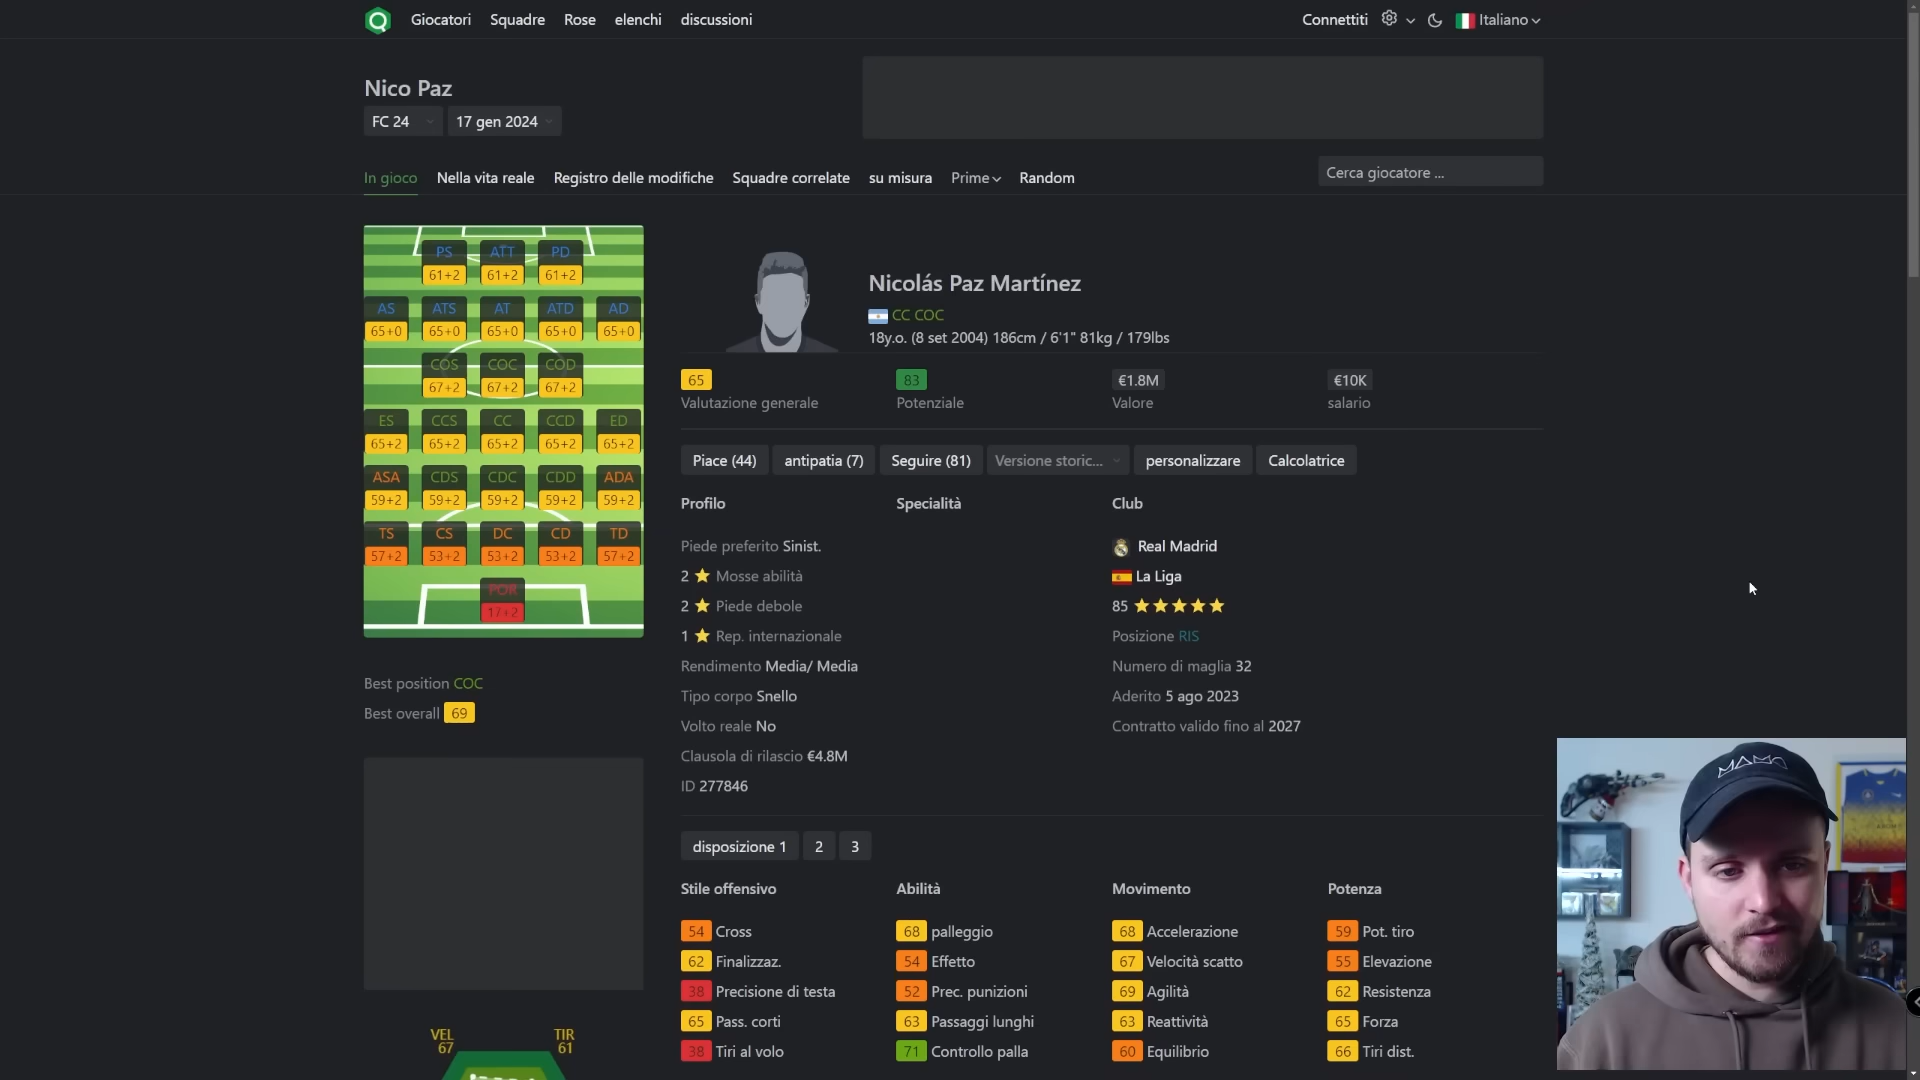 Giocatori Squadre Rose elenchi discussioni Connettiti Italiano
Nico Paz
FC 24 17 gen 2024
In gioco Nella vita reale Registro delle modifiche Squadre correlate su misura Prime Random Cerca giocatore ...
PS ATT PD
61+2 61+2 61+2
AS ATS AT ATD AD
65+0 65+0 65+0 65+0 65+0
COS COC COD
67+2 67+2 67+2
ES CCS CC CCD ED
65+2 65+2 65+2 65+2 65+2
ASA CDS CDC CDD ADA
59+2 59+2 59+2 59+2 59+2
TS CS DC CD TD
57+2 53+2 53+2 53+2 57+2
POR
17+2
Best position COC
Best overall 69
VEL TIR
67 61
Nicolás Paz Martínez
CC COC
18y.o. (8 set 2004) 186cm / 6'1" 81kg / 179lbs
65 83 €1.8M €10K
Valutazione generale Potenziale Valore salario
Piace (44) antipatia (7) Seguire (81) Versione storic... personalizzare Calcolatrice
Profilo Specialità Club
Piede preferito Sinist. Real Madrid
2 Mosse abilità La Liga
2 Piede debole 85
1 Rep. internazionale Posizione RIS
Rendimento Media/ Media Numero di maglia 32
Tipo corpo Snello Aderito 5 ago 2023
Volto reale No Contratto valido fino al 2027
Clausola di rilascio €4.8M
ID 277846
disposizione 1 2 3
Stile offensivo Abilità Movimento Potenza
54 Cross 68 palleggio 68 Accelerazione 59 Pot. tiro
62 Finalizzaz. 54 Effetto 67 Velocità scatto 55 Elevazione
38 Precisione di testa 52 Prec. punizioni 69 Agilità 62 Resistenza
65 Pass. corti 63 Passaggi lunghi 63 Reattività 65 Forza
38 Tiri al volo 71 Controllo palla 60 Equilibrio 66 Tiri dist.
MAMO